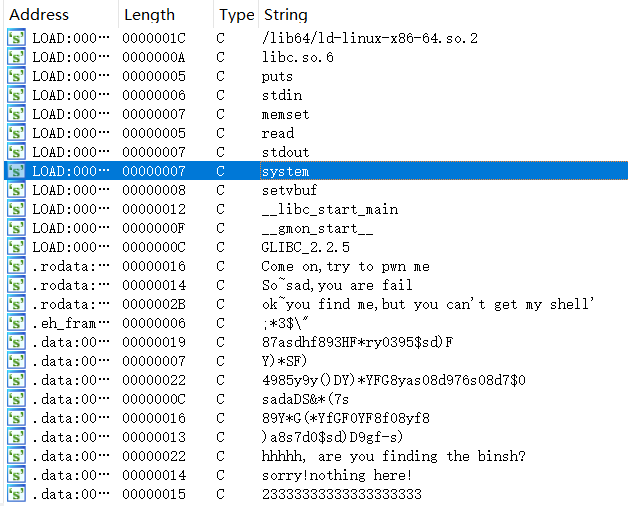 Address Length Type String
LOAD:000⋯ 0000001C C /lib64/ld-linux-x86-64.so.2
LOAD:000⋯ 0000000A C libc.so.6
LOAD:000⋯ 00000005 C puts
LOAD:000⋯ 00000006 C stdin
LOAD:000⋯ 00000007 C memset
LOAD:000⋯ 00000005 C read
LOAD:000⋯ 00000007 C stdout
LOAD:000⋯ 00000007 C system
LOAD:000⋯ 00000008 C setvbuf
LOAD:000⋯ 00000012 C __libc_start_main
LOAD:000⋯ 0000000F C __gmon_start__
LOAD:000⋯ 0000000C C GLIBC_2.2.5
.rodata:⋯ 00000016 C Come on,try to pwn me
.rodata:⋯ 00000014 C So~sad,you are fail
.rodata:⋯ 0000002B C ok~you find me,but you can't get my shell'
.eh_fram⋯ 00000006 C ;*3$\"
.data:00⋯ 00000019 C 87asdhf893HF*ry0395$sd)F
.data:00⋯ 00000007 C Y)*SF)
.data:00⋯ 00000022 C 4985y9y()DY)*YFG8yas08d976s08d7$0
.data:00⋯ 0000000C C sadaDS&*(7s
.data:00⋯ 00000016 C 89Y*G(*YfGF0YF8f08yf8
.data:00⋯ 00000013 C )a8s7d0$sd)D9gf-s)
.data:00⋯ 00000022 C hhhhh, are you finding the binsh?
.data:00⋯ 00000014 C sorry!nothing here!
.data:00⋯ 00000015 C 23333333333333333333